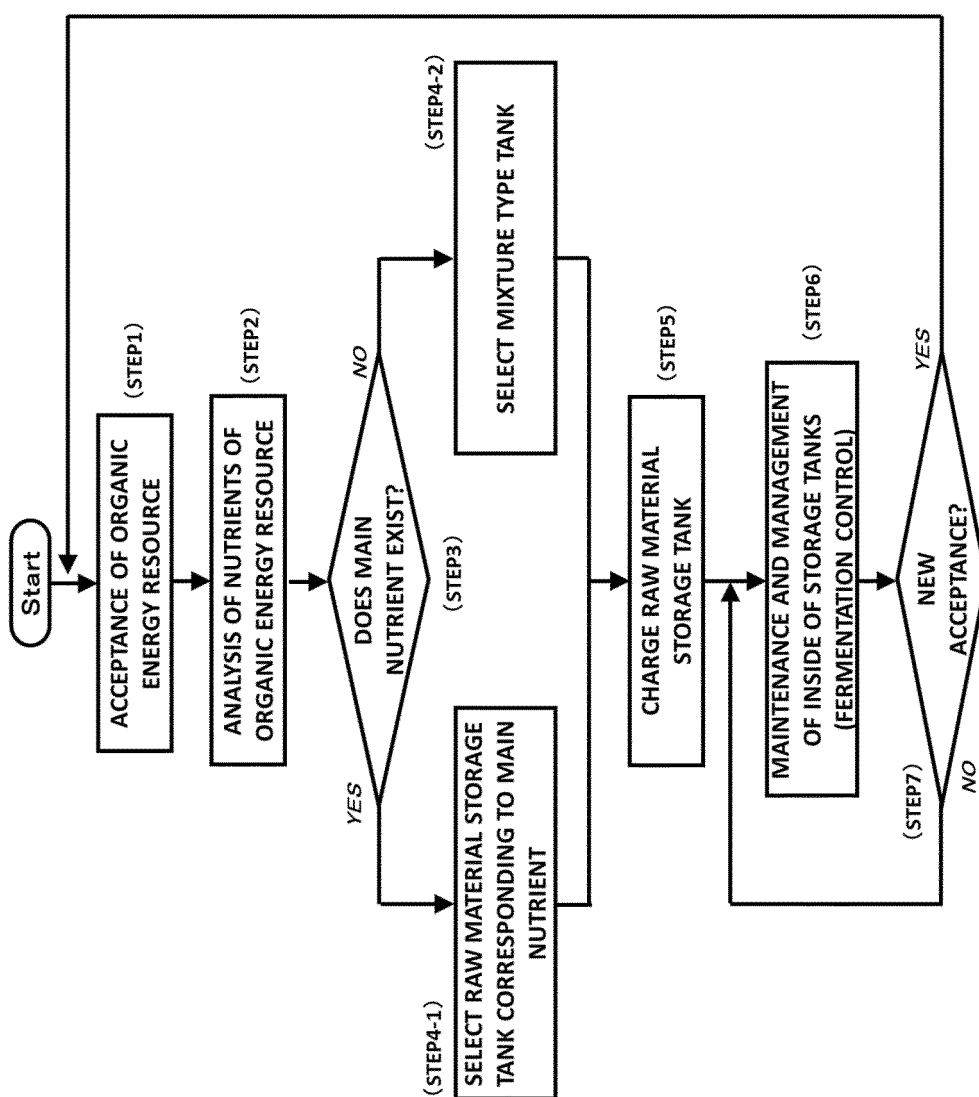 Start
ACCEPTANCE OF ORGANIC
ENERGY RESOURCE
(STEP1)
ANALYSIS OF NUTRIENTS OF
ORGANIC ENERGY RESOURCE
(STEP2)
DOES MAIN
NUTRIENT EXIST?
(STEP3)
YES
NO
(STEP4-1)
SELECT RAW MATERIAL STORAGE
TANK CORRESPONDING TO MAIN
NUTRIENT
(STEP4-2)
SELECT MIXTURE TYPE TANK
CHARGE RAW MATERIAL
STORAGE TANK
(STEP5)
MAINTENANCE AND MANAGEMENT
OF INSIDE OF STORAGE TANKS
(FERMENTATION CONTROL)
(STEP6)
(STEP7)
NEW
ACCEPTANCE?
NO
YES